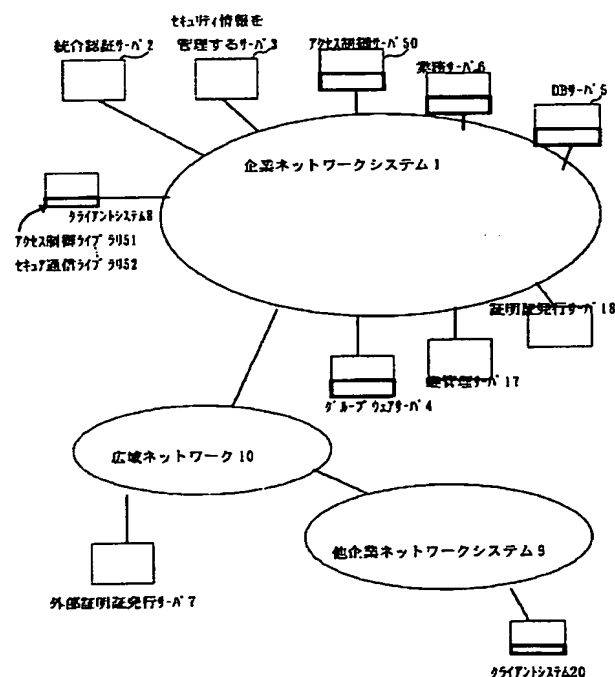 統合認証サーバ2
セキュリティ情報を
管理するサーバ3
アクセス制御サーバ50
業務サーバ6
DBサーバ5
企業ネットワークシステム1
クライアントシステム8
アクセス制御ライブラリ51
セキュア通信ライブラリ52
証明証発行サーバ18
鍵管理サーバ17
グループウェアサーバ4
広域ネットワーク10
他企業ネットワークシステム9
外部証明証発行サーバ7
クライアントシステム20